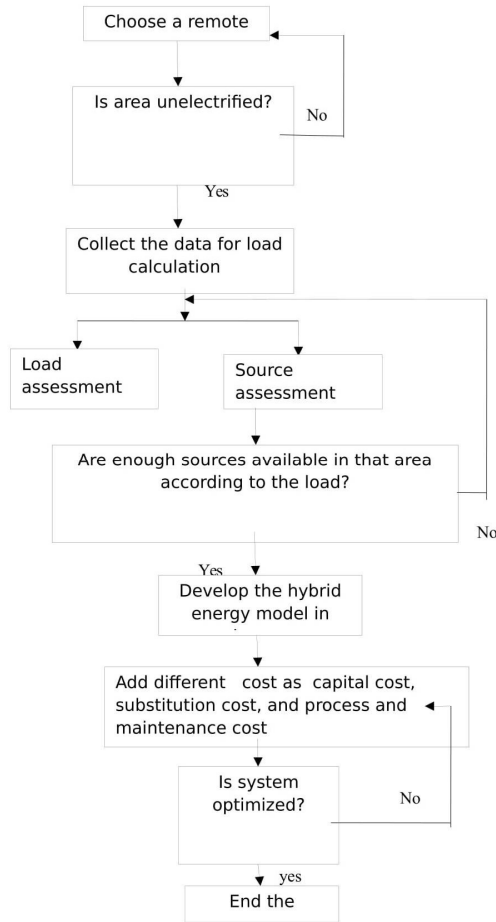 Choose a remote
Is area unelectrified?
No
Yes
Collect the data for load
calculation
Load
assessment
Source
assessment
Are enough sources available in that area
according to the load?
No
Yes
Develop the hybrid
energy model in
Add different cost as capital cost,
substitution cost, and process and
maintenance cost
Is system
optimized?
No
yes
End the